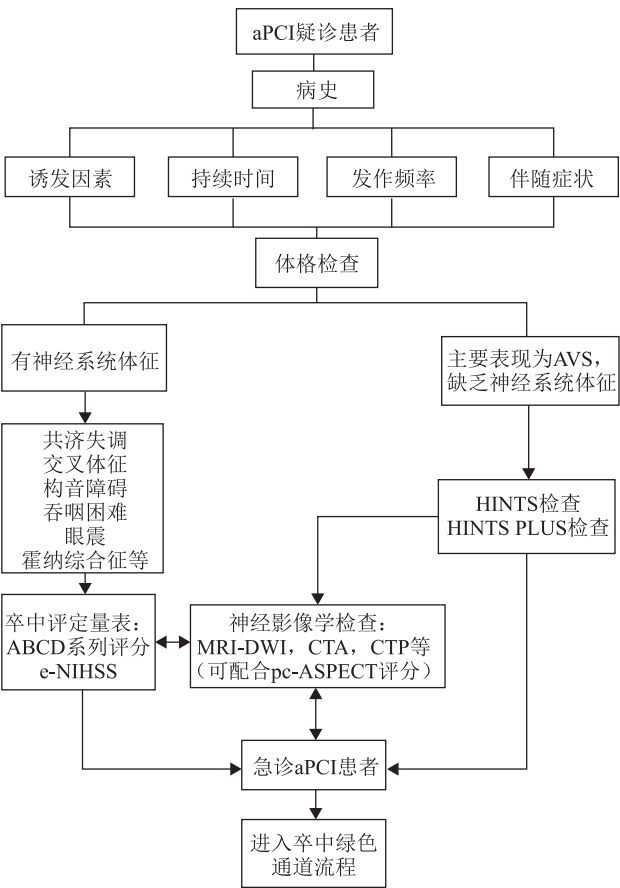 aPCI疑诊患者
病史
诱发因素
持续时间
发作频率
伴随症状
体格检查
有神经系统体征
主要表现为AVS，
缺乏神经系统体征
共济失调
交叉体征
构音障碍
吞咽困难
眼震
霍纳综合征等
HINTS检查
HINTS PLUS检查
卒中评定量表：
ABCD系列评分
e-NIHSS
神经影像学检查：
MRI-DWI，CTA，CTP等
（可配合pc-ASPECT评分）
急诊aPCI患者
进入卒中绿色
通道流程